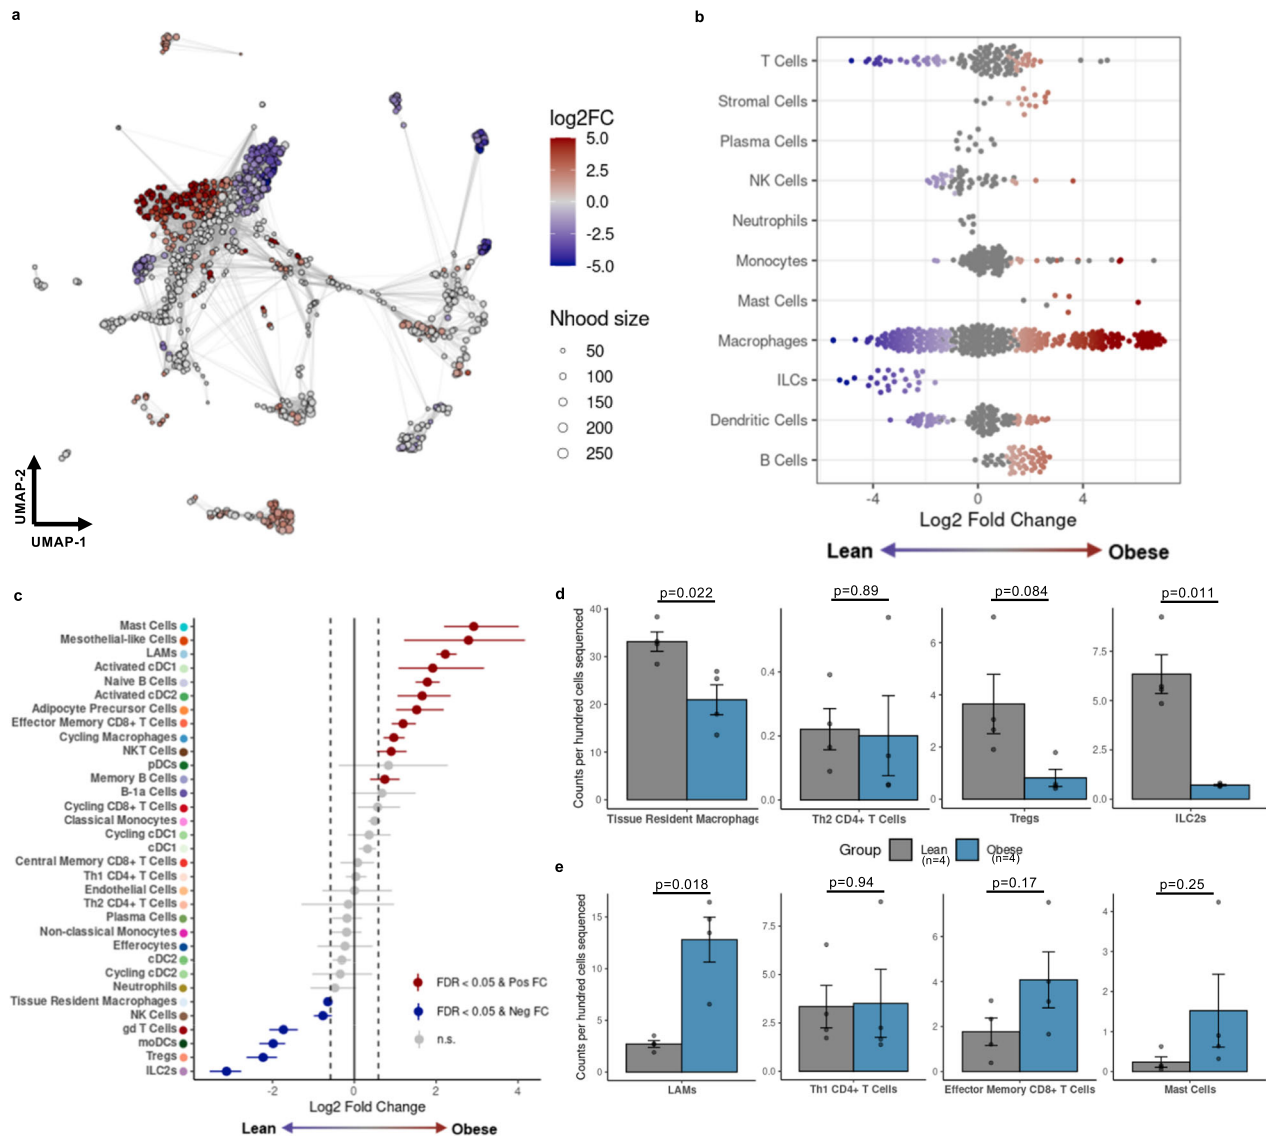 a
log2FC
5.0
2.5
0.0
-2.5
-5.0
Nhood size
50
100
150
200
250
UMAP-2
UMAP-1
b
T Cells
Stromal Cells
Plasma Cells
NK Cells
Neutrophils
Monocytes
Mast Cells
Macrophages
ILCs
Dendritic Cells
B Cells
-4 0 4
Log2 Fold Change
Lean Obese
c
Mast Cells
Mesothelial-like Cells
LAMs
Activated cDC1
Naive B Cells
Activated cDC2
Adipocyte Precursor Cells
Effector Memory CD8+ T Cells
Cycling Macrophages
NKT Cells
pDCs
Memory B Cells
B-1a Cells
Cycling CD8+ T Cells
Classical Monocytes
Cycling cDC1
cDC1
Central Memory CD8+ T Cells
Th1 CD4+ T Cells
Endothelial Cells
Th2 CD4+ T Cells
Plasma Cells
Non-classical Monocytes
Efferocytes
cDC2
Cycling cDC2
Neutrophils
Tissue Resident Macrophages
NK Cells
gd T Cells
moDCs
Tregs
ILC2s
FDR < 0.05 & Pos FC
FDR < 0.05 & Neg FC
n.s.
-2 0 2 4
Log2 Fold Change
Lean Obese
d
Counts per hundred cells sequenced
40
30
20
10
0
p=0.022
Tissue Resident Macrophage
0.4
0.2
0.0
p=0.89
Th2 CD4+ T Cells
6
4
2
0
p=0.084
Tregs
7.5
5.0
2.5
0.0
p=0.011
ILC2s
Group Lean Obese
(n=4) (n=4)
e
Counts per hundred cells sequenced
15
10
5
0
p=0.018
LAMs
7.5
5.0
2.5
0.0
p=0.94
Th1 CD4+ T Cells
6
4
2
0
p=0.17
Effector Memory CD8+ T Cells
4
3
2
1
0
p=0.25
Mast Cells